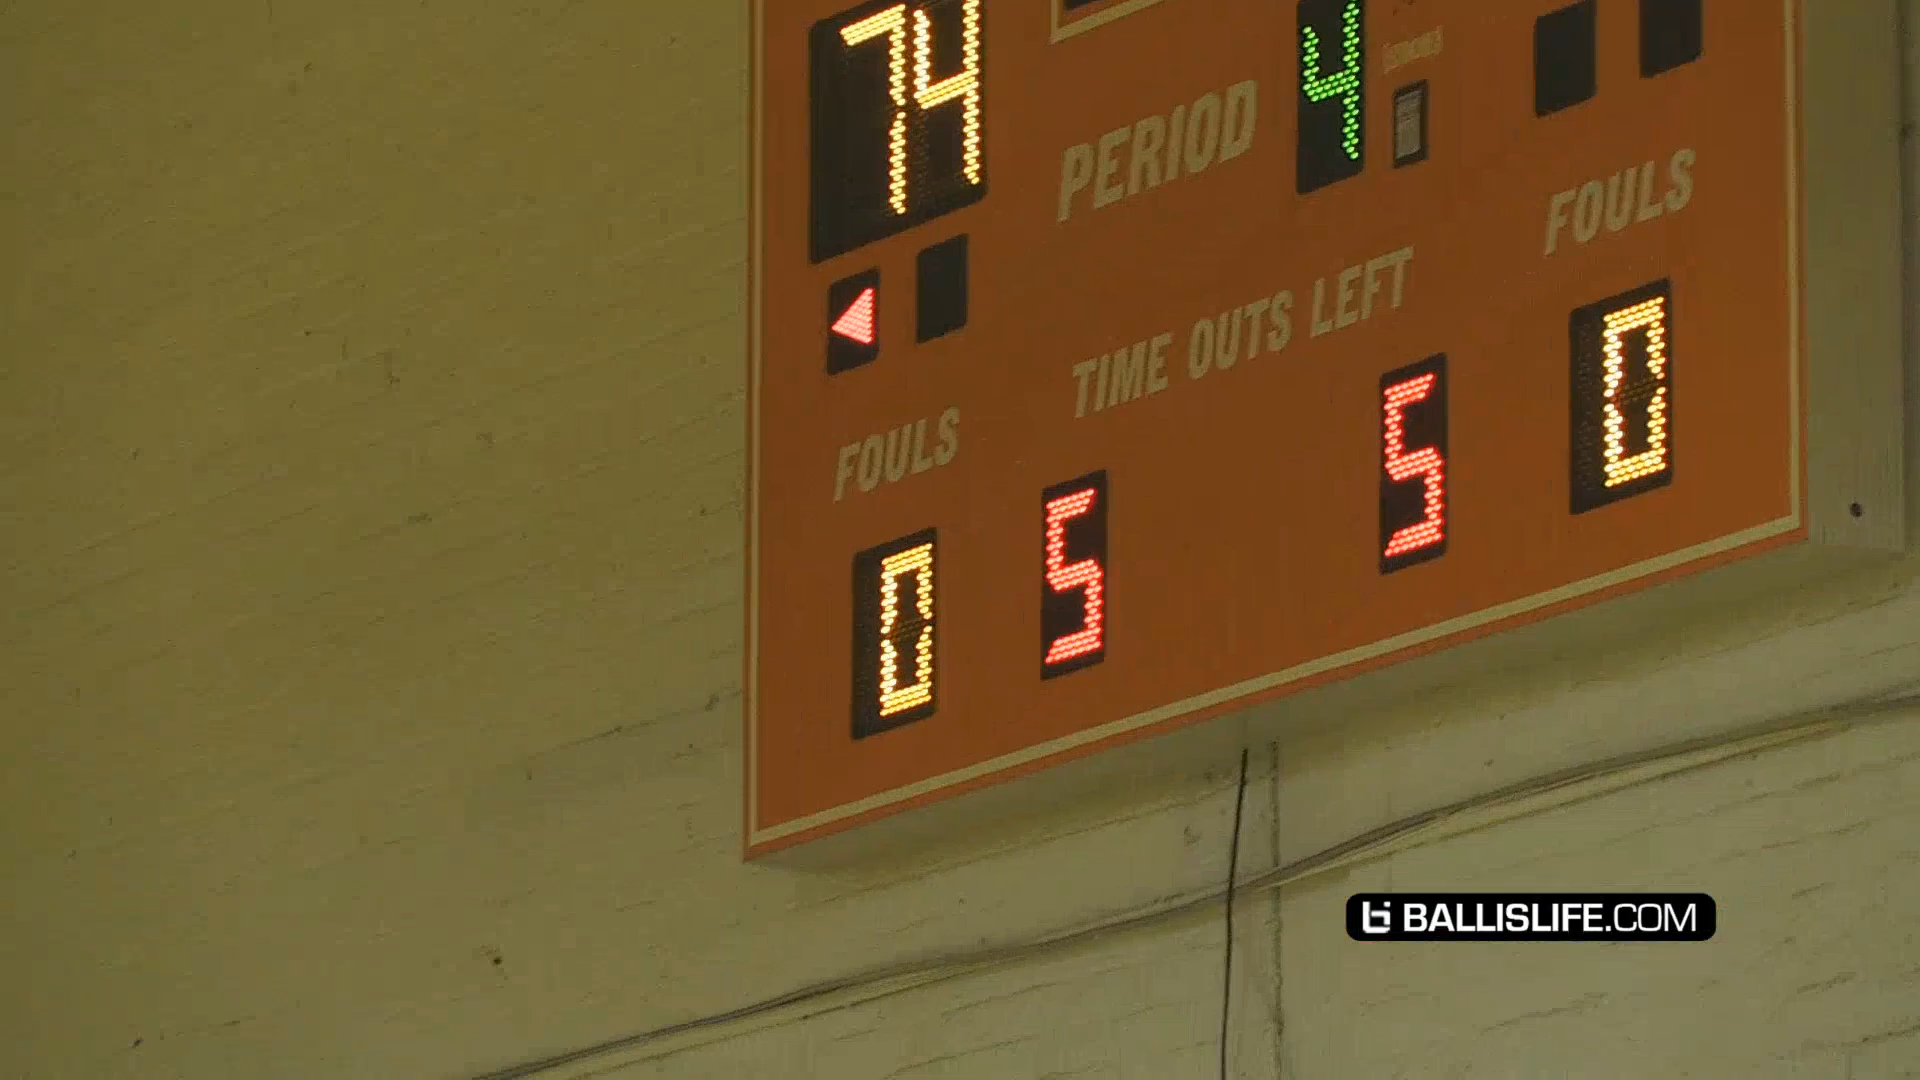 74
PERIOD 4
FOULS
TIME OUTS LEFT
FOULS
0 5 5 0
BALLISLIFE.COM